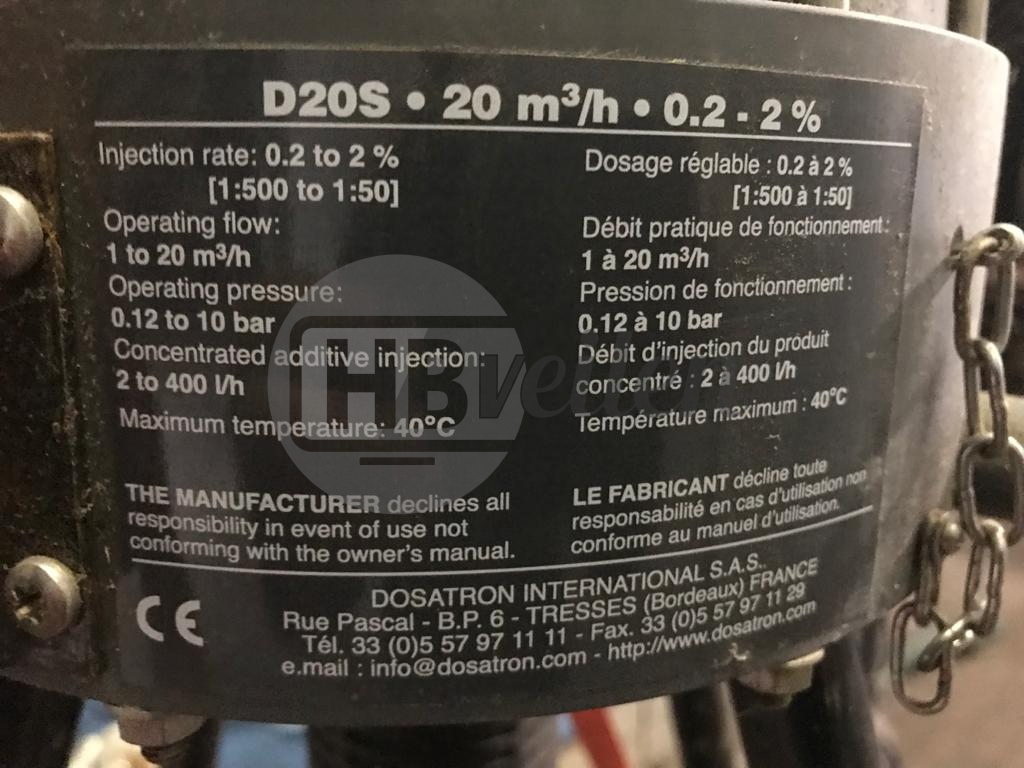 D20S • 20 m³/h • 0.2 - 2 %
Injection rate: 0.2 to 2 %
[1:500 to 1:50]
Operating flow:
1 to 20 m³/h
Operating pressure:
0.12 to 10 bar
Concentrated additive injection:
2 to 400 l/h
Maximum temperature: 40°C
THE MANUFACTURER declines all
responsibility in event of use not
conforming with the owner's manual.
Dosage réglable : 0.2 à 2 %
[1:500 à 1:50]
Débit pratique de fonctionnement :
1 à 20 m³/h
Pression de fonctionnement :
0.12 à 10 bar
Débit d'injection du produit
concentré : 2 à 400 l/h
Température maximum : 40°C
LE FABRICANT décline toute
responsabilité en cas d'utilisation non
conforme au manuel d'utilisation.
CE
DOSATRON INTERNATIONAL S.A.S..
Rue Pascal - B.P. 6 - TRESSES (Bordeaux) FRANCE
Tél. 33 (0)5 57 97 11 11 - Fax. 33 (0)5 57 97 11 29
e.mail : info@dosatron.com - http://www.dosatron.com
HB